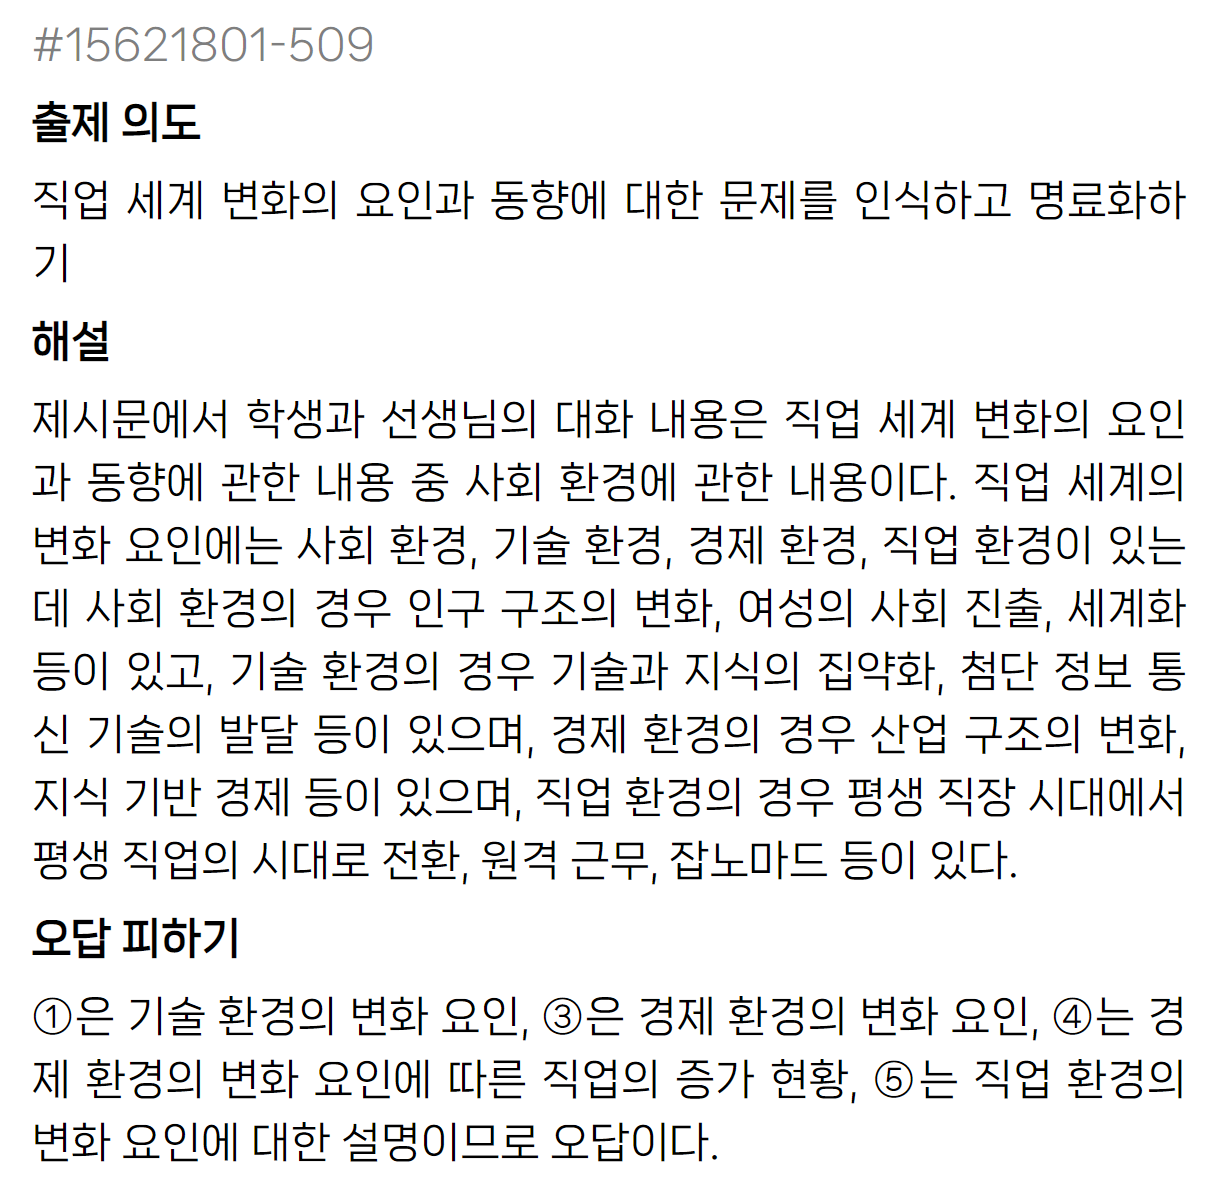 #15621801-509
출제 의도
직업 세계 변화의 요인과 동향에 대한 문제를 인식하고 명료화하
기
해설
제시문에서 학생과 선생님의 대화 내용은 직업 세계 변화의 요인
과 동향에 관한 내용 중 사회 환경에 관한 내용이다. 직업 세계의
변화 요인에는 사회 환경, 기술 환경, 경제 환경, 직업 환경이 있는
데 사회 환경의 경우 인구 구조의 변화, 여성의 사회 진출, 세계화
등이 있고, 기술 환경의 경우 기술과 지식의 집약화, 첨단 정보 통
신 기술의 발달 등이 있으며, 경제 환경의 경우 산업 구조의 변화,
지식 기반 경제 등이 있으며, 직업 환경의 경우 평생 직장 시대에서
평생 직업의 시대로 전환, 원격 근무, 잡노마드 등이 있다.
오답 피하기
①은 기술 환경의 변화 요인, ③은 경제 환경의 변화 요인, ④는 경
제 환경의 변화 요인에 따른 직업의 증가 현황, ⑤는 직업 환경의
변화 요인에 대한 설명이므로 오답이다.